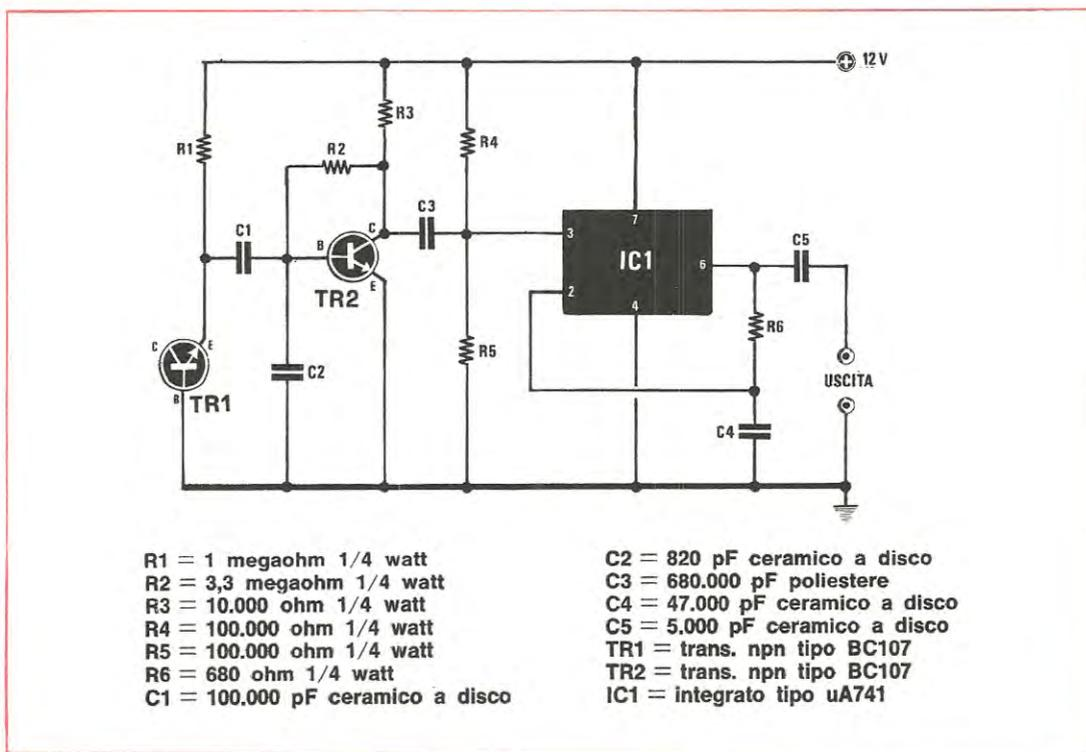 12 V
R3
R1
R4
R2
C1
C3
C
B
E
TR2
3
7
IC1
6
2
4
C5
R6
R5
USCITA
C
E
B
TR1
C2
C4
R1 = 1 megaohm 1/4 watt
R2 = 3,3 megaohm 1/4 watt
R3 = 10.000 ohm 1/4 watt
R4 = 100.000 ohm 1/4 watt
R5 = 100.000 ohm 1/4 watt
R6 = 680 ohm 1/4 watt
C1 = 100.000 pF ceramico a disco
C2 = 820 pF ceramico a disco
C3 = 680.000 pF poliestere
C4 = 47.000 pF ceramico a disco
C5 = 5.000 pF ceramico a disco
TR1 = trans. npn tipo BC107
TR2 = trans. npn tipo BC107
IC1 = integrato tipo uA741